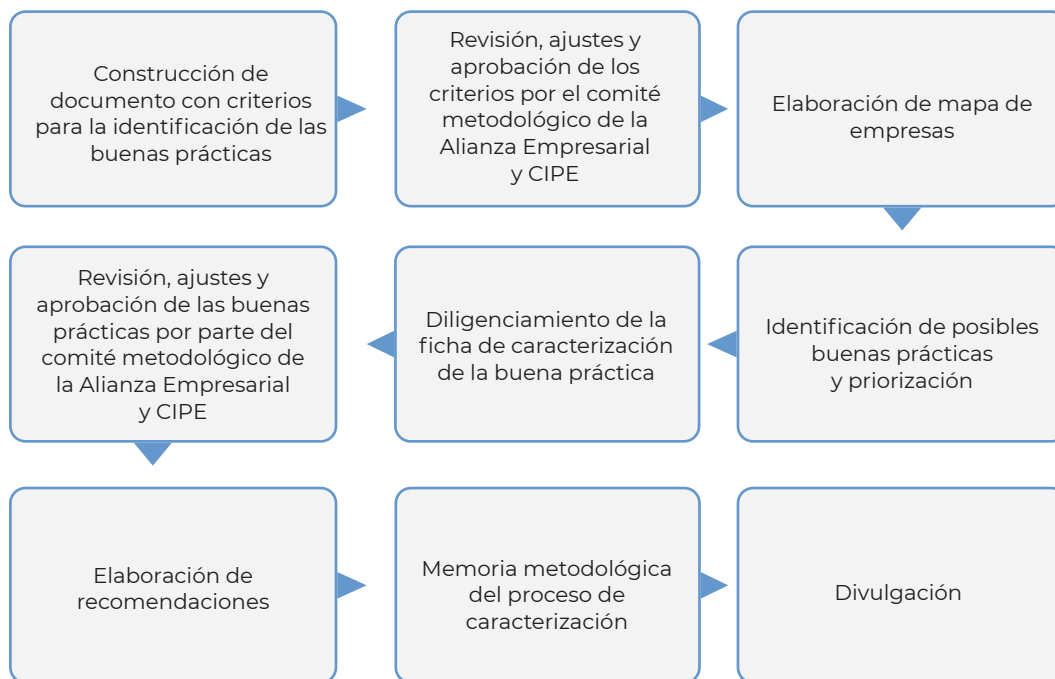 Construcción de
documento con criterios
para la identificación de las
buenas prácticas
Revisión, ajustes y
aprobación de los
criterios por el comité
metodológico de la
Alianza Empresarial
y CIPE
Elaboración de mapa de
empresas
Identificación de posibles
buenas prácticas
y priorización
Diligenciamiento de la
ficha de caracterización
de la buena práctica
Revisión, ajustes y
aprobación de las buenas
prácticas por parte del
comité metodológico de
la Alianza Empresarial
y CIPE
Elaboración de
recomendaciones
Memoria metodológica
del proceso de
caracterización
Divulgación